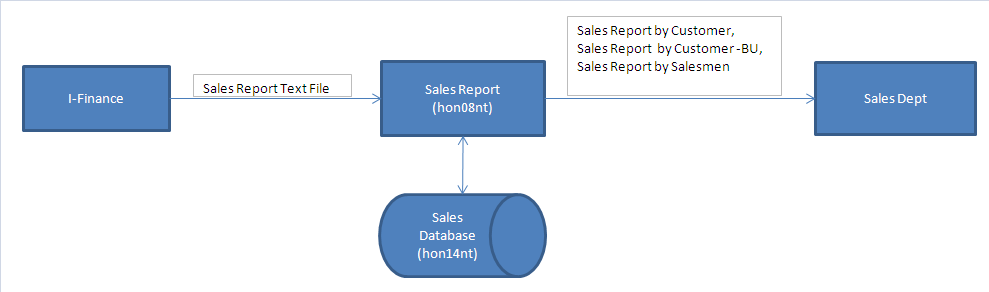 Sales Report by Customer,
Sales Report by Customer -BU,
Sales Report by Salesmen
I-Finance
Sales Report Text File
Sales Report
(hon08nt)
Sales Dept
Sales
Database
(hon14nt)